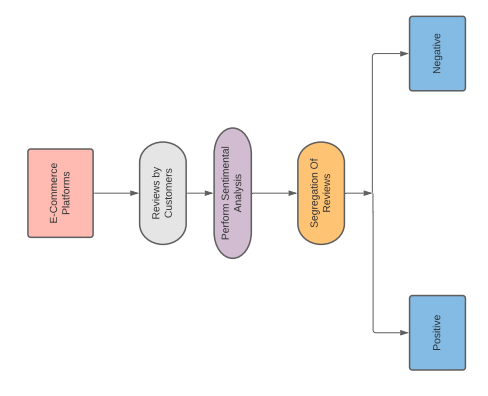 E-Commerce
Platforms
Reviews by
Customers
Perform Sentimental
Analysis
Segregation Of
Reviews
Negative
Positive